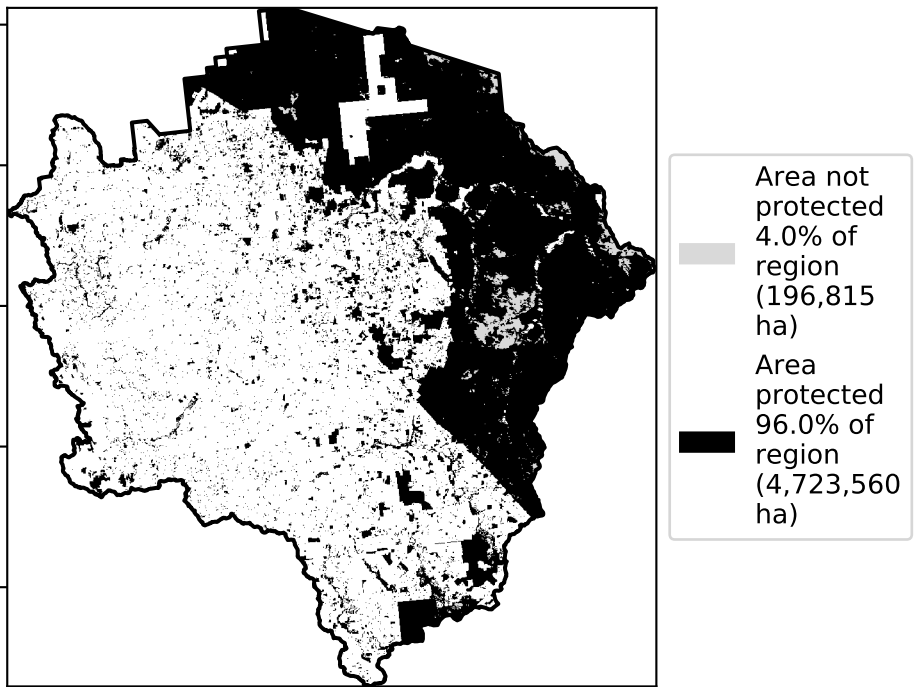 Area not
protected
4.0% of
region
(196,815
ha)
Area
protected
96.0% of
region
(4,723,560
ha)